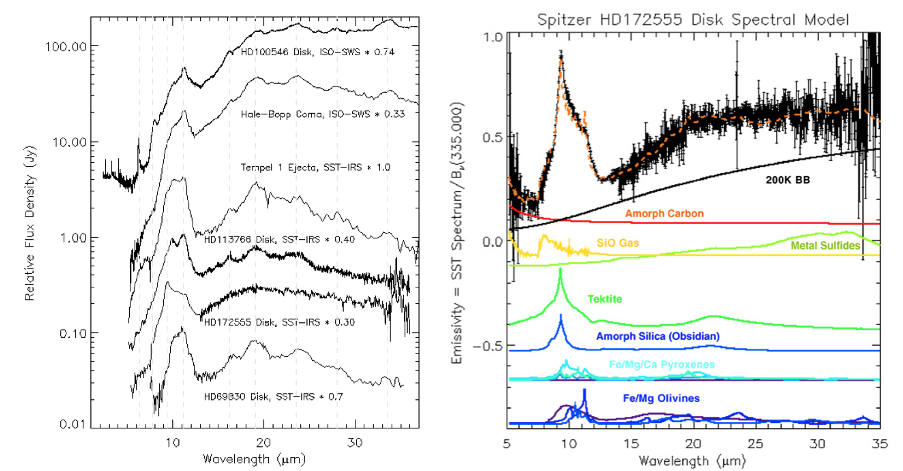 Relative Flux Density (Jy)
100.00
10.00
1.00
0.10
0.01
HD100546 Disk, ISO-SWS * 0.74
Hale-Bopp Coma, ISO-SWS * 0.33
Tempel 1 Ejecta, SST-IRS * 1.0
HD113766 Disk, SST-IRS * 0.40
HD172555 Disk, SST-IRS * 0.30
HD69830 Disk, SST-IRS * 0.7
10
20
30
Wavelength (μm)
Spitzer HD172555 Disk Spectral Model
Emissivity = SST Spectrum/Bν(335.000)
1.0
0.5
0.0
−0.5
200K BB
Amorph Carbon
SiO Gas
Metal Sulfides
Tektite
Amorph Silica (Obsidian)
Fe/Mg/Ca Pyroxenes
Fe/Mg Olivines
5
10
15
20
25
30
35
Wavelength (μm)